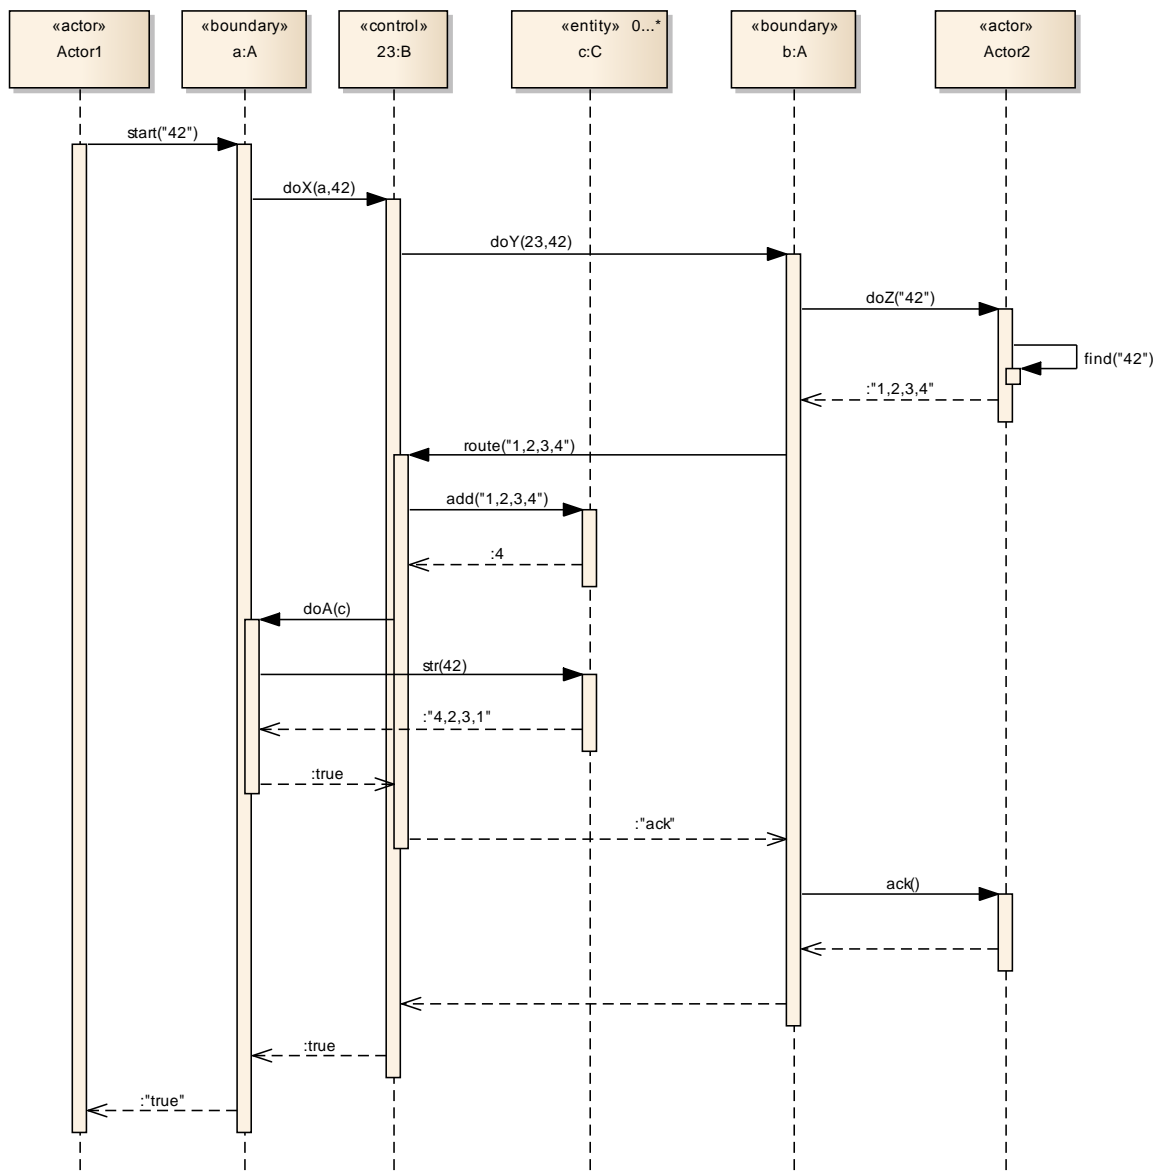 «actor»
Actor1
«boundary»
a:A
«control»
23:B
«entity» 0...*
c:C
«boundary»
b:A
«actor»
Actor2
start("42")
doX(a,42)
doY(23,42)
doZ("42")
find("42")
:"1,2,3,4"
route("1,2,3,4")
add("1,2,3,4")
:4
doA(c)
str(42)
:"4,2,3,1"
:true
:"ack"
ack()
:true
:"true"